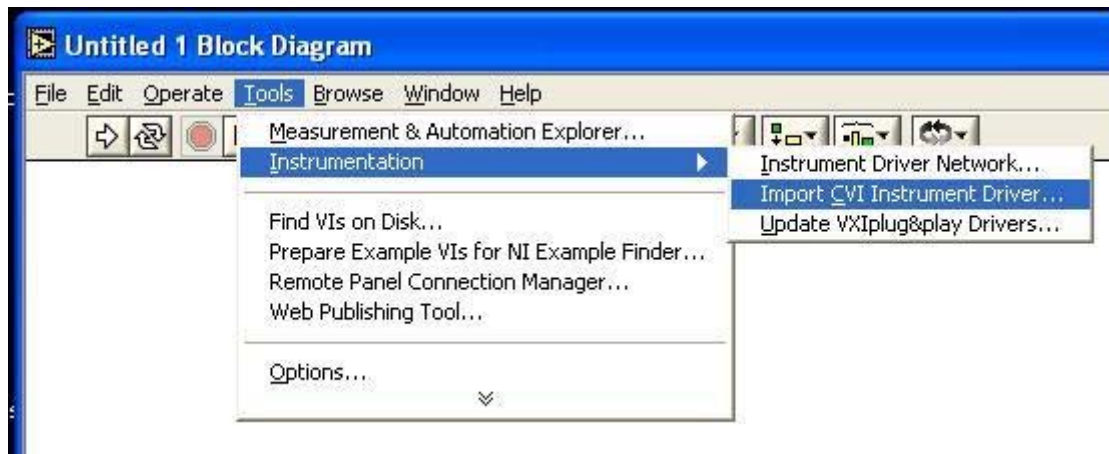 Untitled 1 Block Diagram
File Edit Operate Tools Browse Window Help
Measurement & Automation Explorer...
Instrumentation
Instrument Driver Network...
Import CVI Instrument Driver...
Update VXIplug&play Drivers...
Find VIs on Disk...
Prepare Example VIs for NI Example Finder...
Remote Panel Connection Manager...
Web Publishing Tool...
Options...